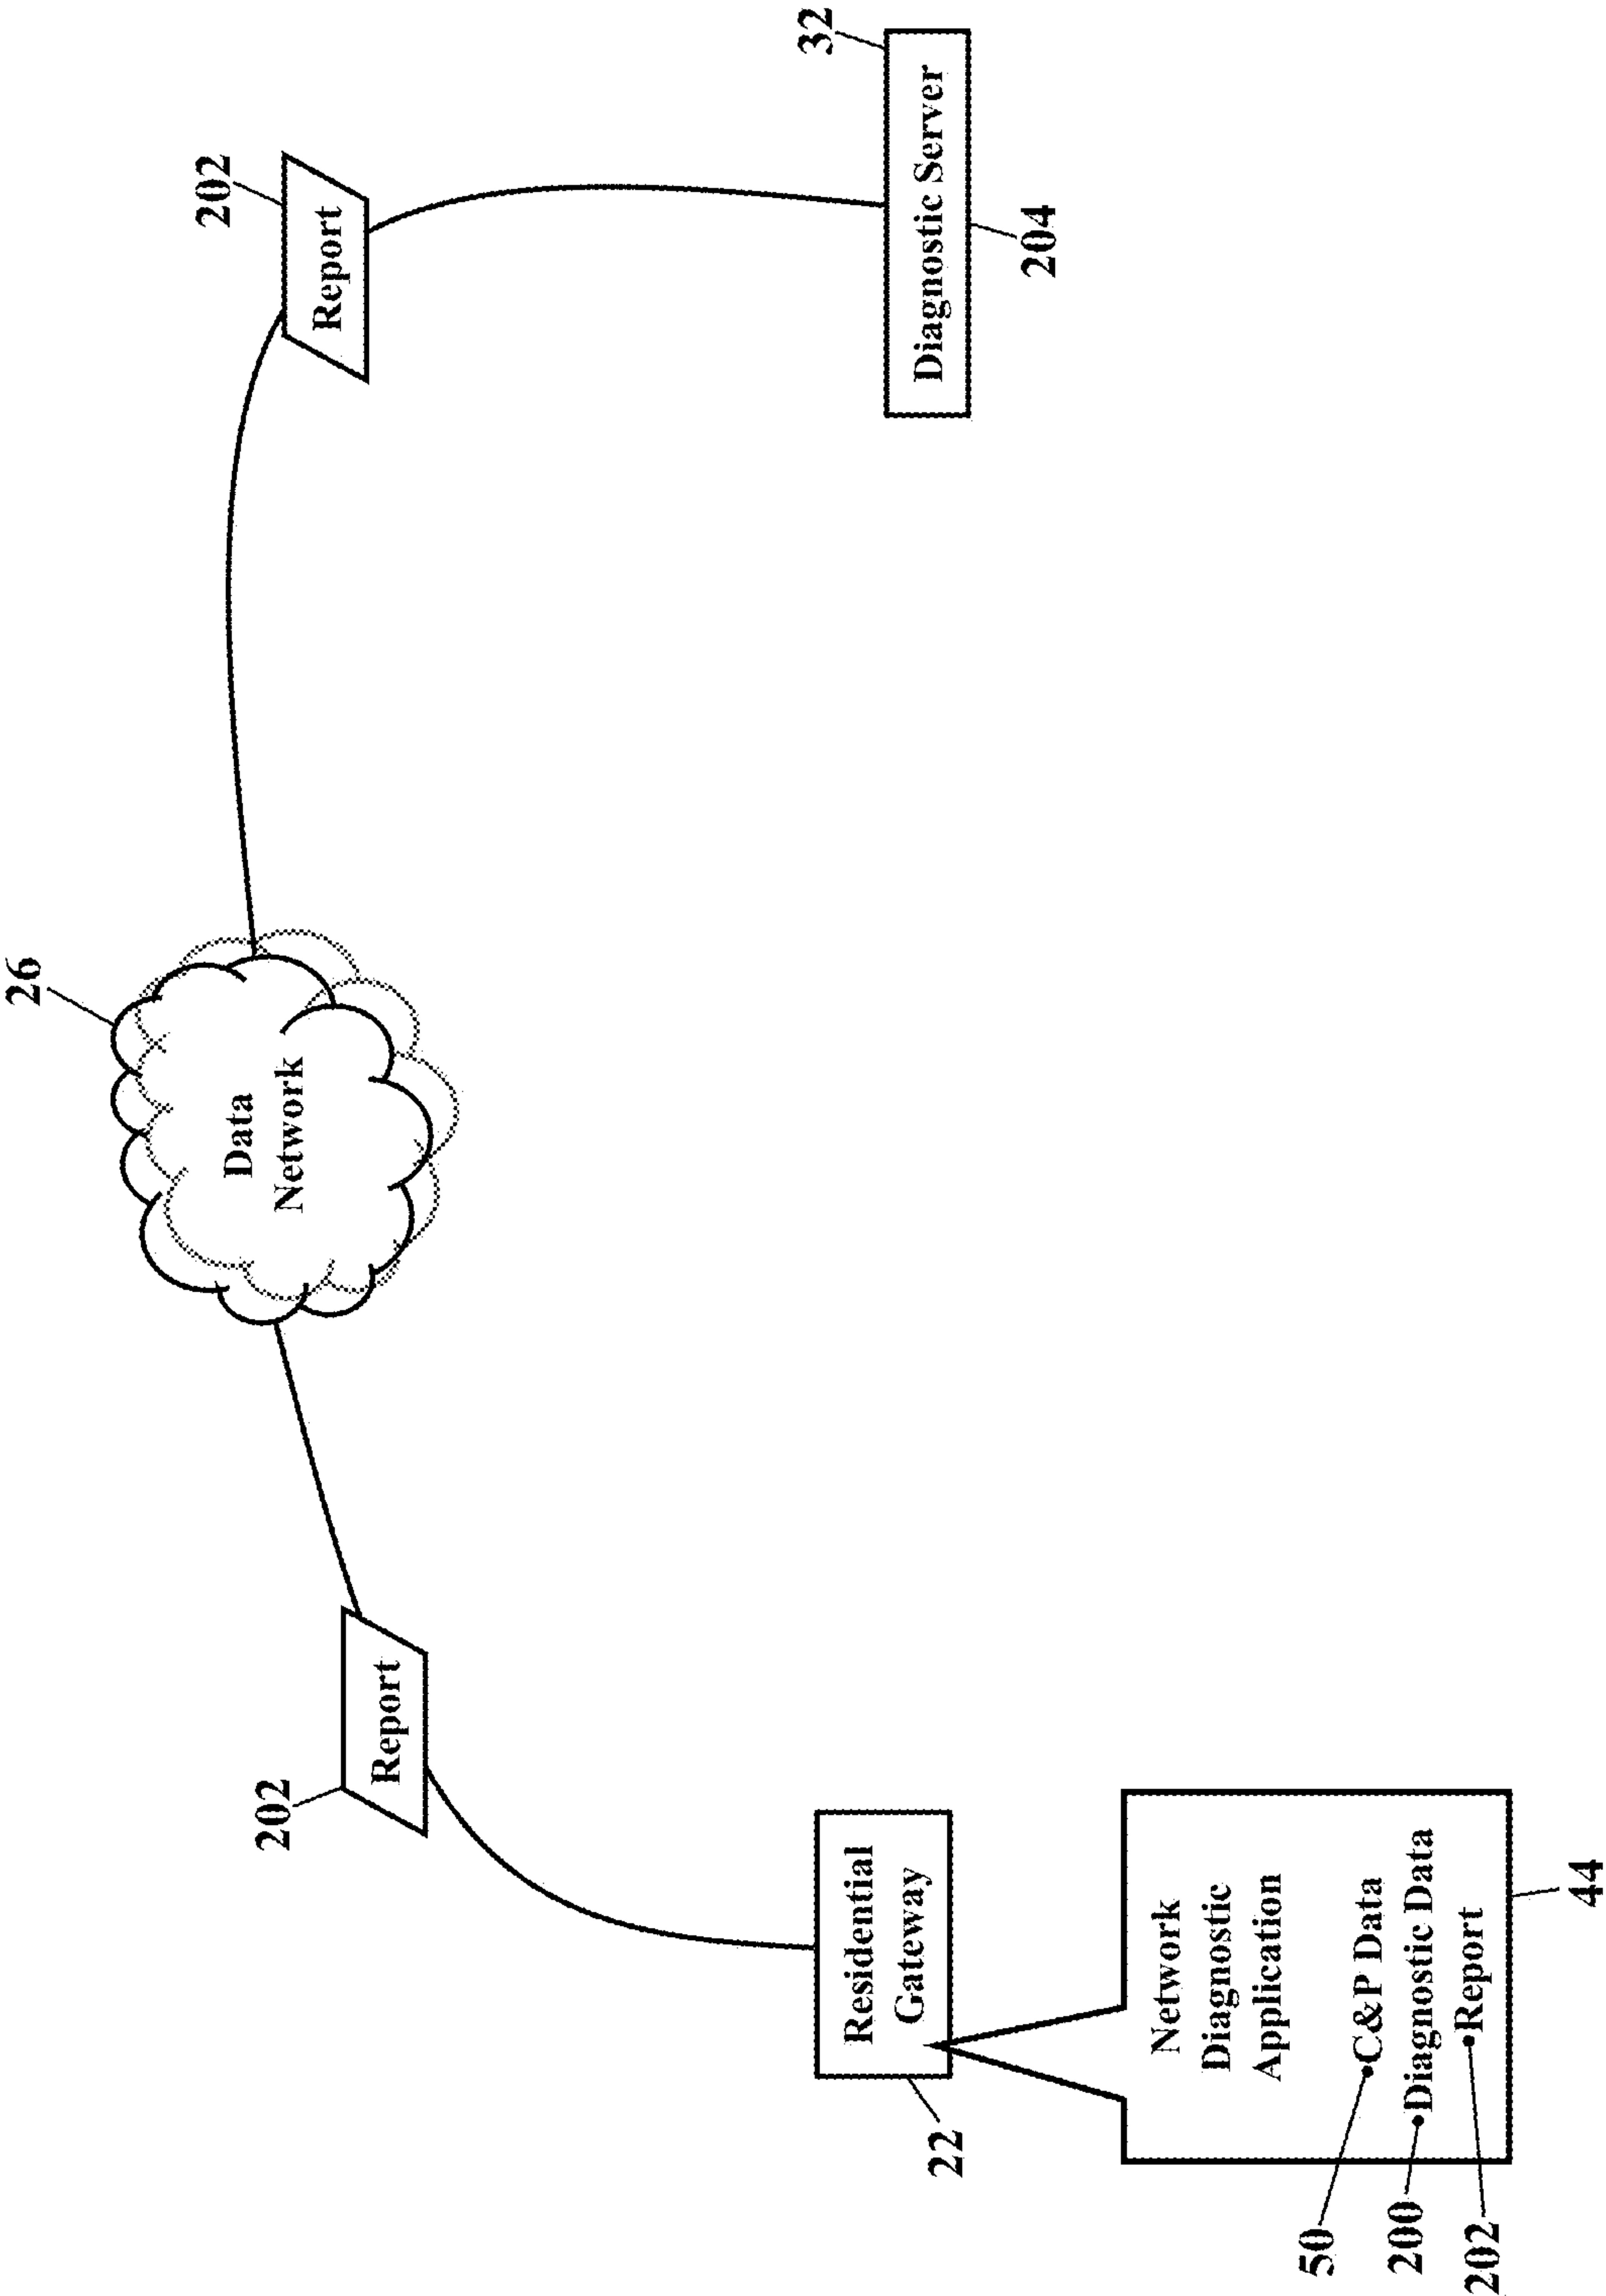 26
Data
Network
202
Report
202
Report
Residential
Gateway
22
32
Diagnostic Server
204
Network
Diagnostic
Application
50
•C&P Data
200
•Diagnostic Data
202
•Report
44